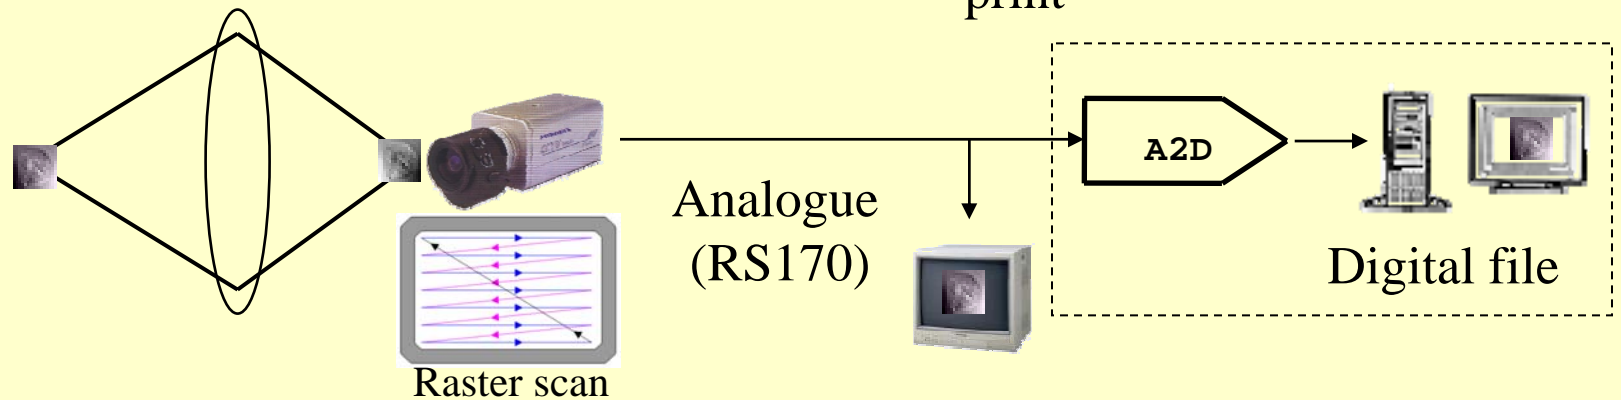 print
A2D
Analogue
(RS170)
Digital file
Raster scan